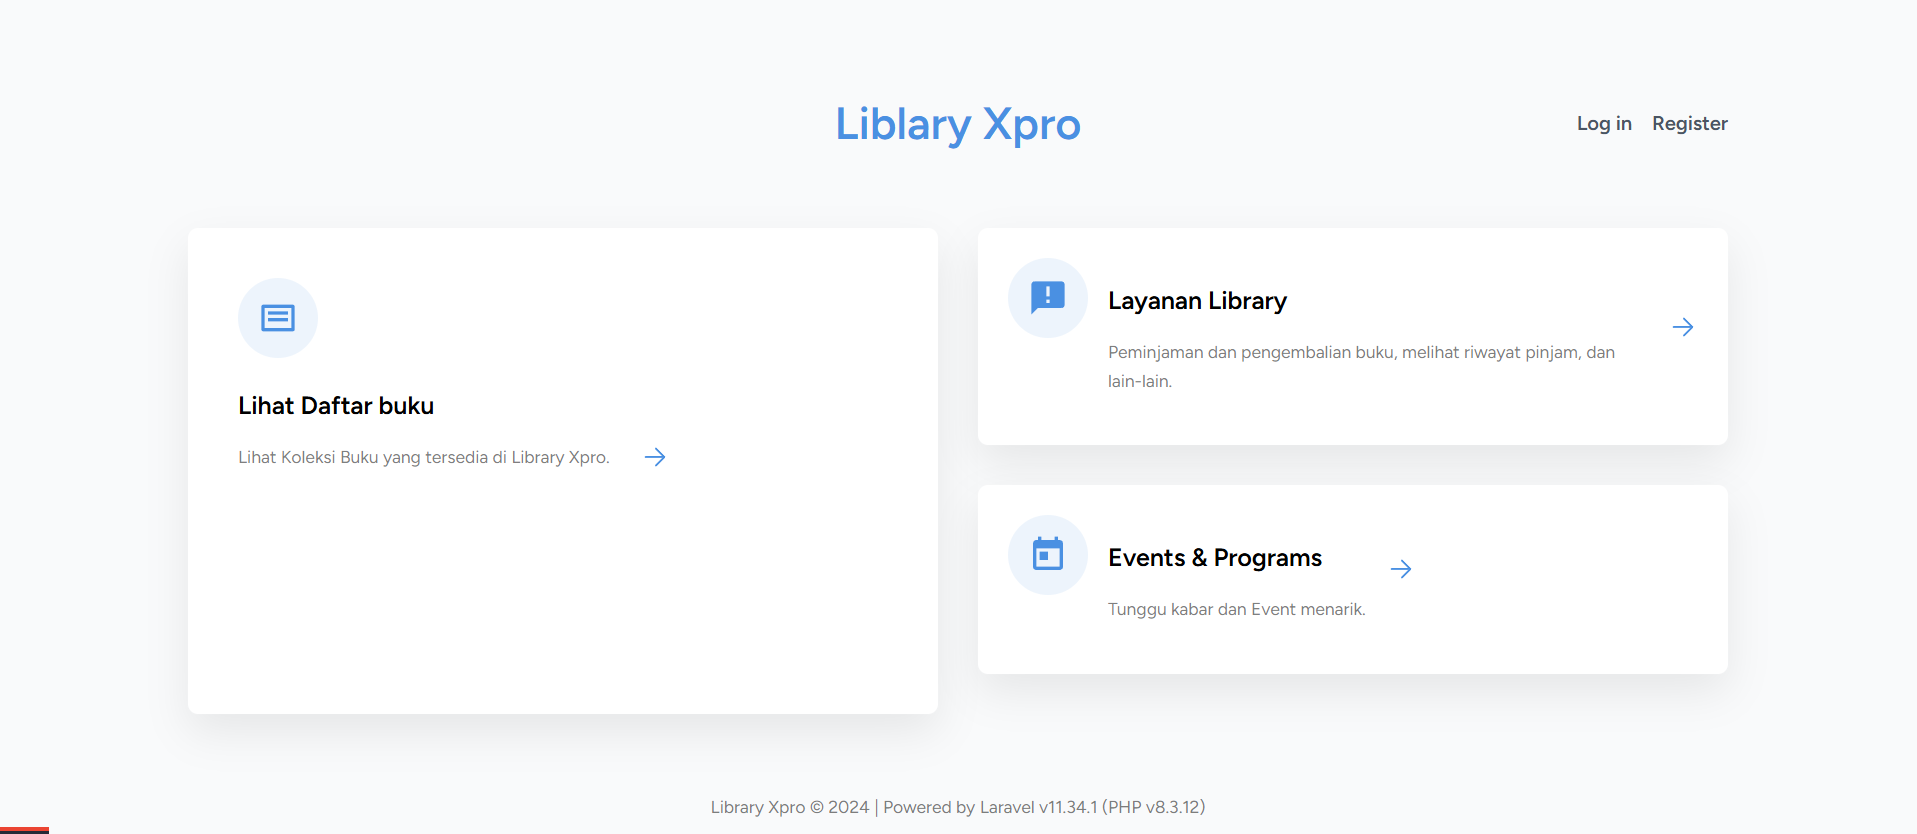 Liblary Xpro
Log in Register
Lihat Daftar buku
Lihat Koleksi Buku yang tersedia di Library Xpro.
Layanan Library
Peminjaman dan pengembalian buku, melihat riwayat pinjam, dan
lain-lain.
Events & Programs
Tunggu kabar dan Event menarik.
Library Xpro © 2024 | Powered by Laravel v11.34.1 (PHP v8.3.12)